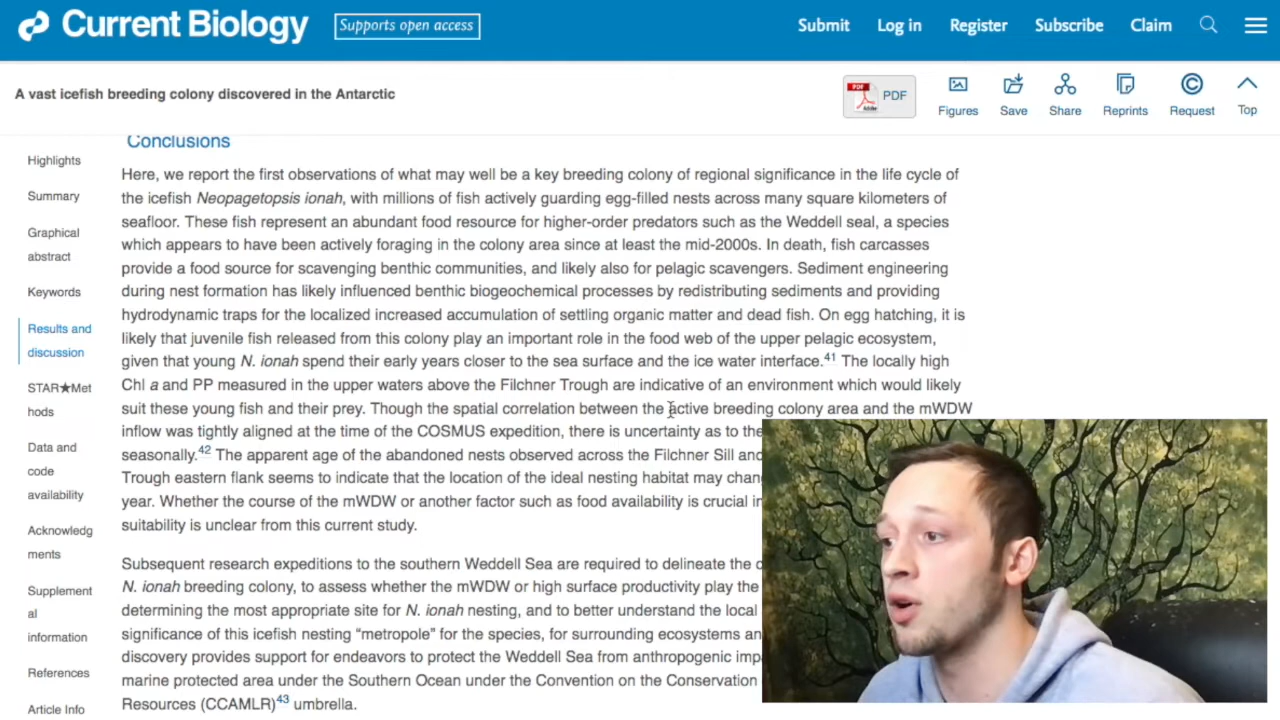 Current Biology
Supports open access
Submit
Log in
Register
Subscribe
Claim
A vast icefish breeding colony discovered in the Antarctic
PDF
PDF
Adobe
Figures
Save
Share
Reprints
Request
Top
Highlights
Summary
Graphical
abstract
Keywords
Results and
discussion
STAR★Met
hods
Data and
code
availability
Acknowledg
ments
Supplement
al
information
References
Article Info
Conclusions
Here, we report the first observations of what may well be a key breeding colony of regional significance in the life cycle of
the icefish Neopagetopsis ionah, with millions of fish actively guarding egg-filled nests across many square kilometers of
seafloor. These fish represent an abundant food resource for higher-order predators such as the Weddell seal, a species
which appears to have been actively foraging in the colony area since at least the mid-2000s. In death, fish carcasses
provide a food source for scavenging benthic communities, and likely also for pelagic scavengers. Sediment engineering
during nest formation has likely influenced benthic biogeochemical processes by redistributing sediments and providing
hydrodynamic traps for the localized increased accumulation of settling organic matter and dead fish. On egg hatching, it is
likely that juvenile fish released from this colony play an important role in the food web of the upper pelagic ecosystem,
given that young N. ionah spend their early years closer to the sea surface and the ice water interface.41 The locally high
Chl a and PP measured in the upper waters above the Filchner Trough are indicative of an environment which would likely
suit these young fish and their prey. Though the spatial correlation between the active breeding colony area and the mWDW
inflow was tightly aligned at the time of the COSMUS expedition, there is uncertainty as to the
seasonally.42 The apparent age of the abandoned nests observed across the Filchner Sill and
Trough eastern flank seems to indicate that the location of the ideal nesting habitat may
year. Whether the course of the mWDW or another factor such as food availability is crucial
suitability is unclear from this current study.
Subsequent research expeditions to the southern Weddell Sea are required to delineate the
N. ionah breeding colony, to assess whether the mWDW or high surface productivity play the
determining the most appropriate site for N. ionah nesting, and to better understand the local
significance of this icefish nesting “metropole” for the species, for surrounding ecosystems
discovery provides support for endeavors to protect the Weddell Sea from anthropogenic
marine protected area under the Southern Ocean under the Convention on the Conservation
Resources (CCAMLR)43 umbrella.